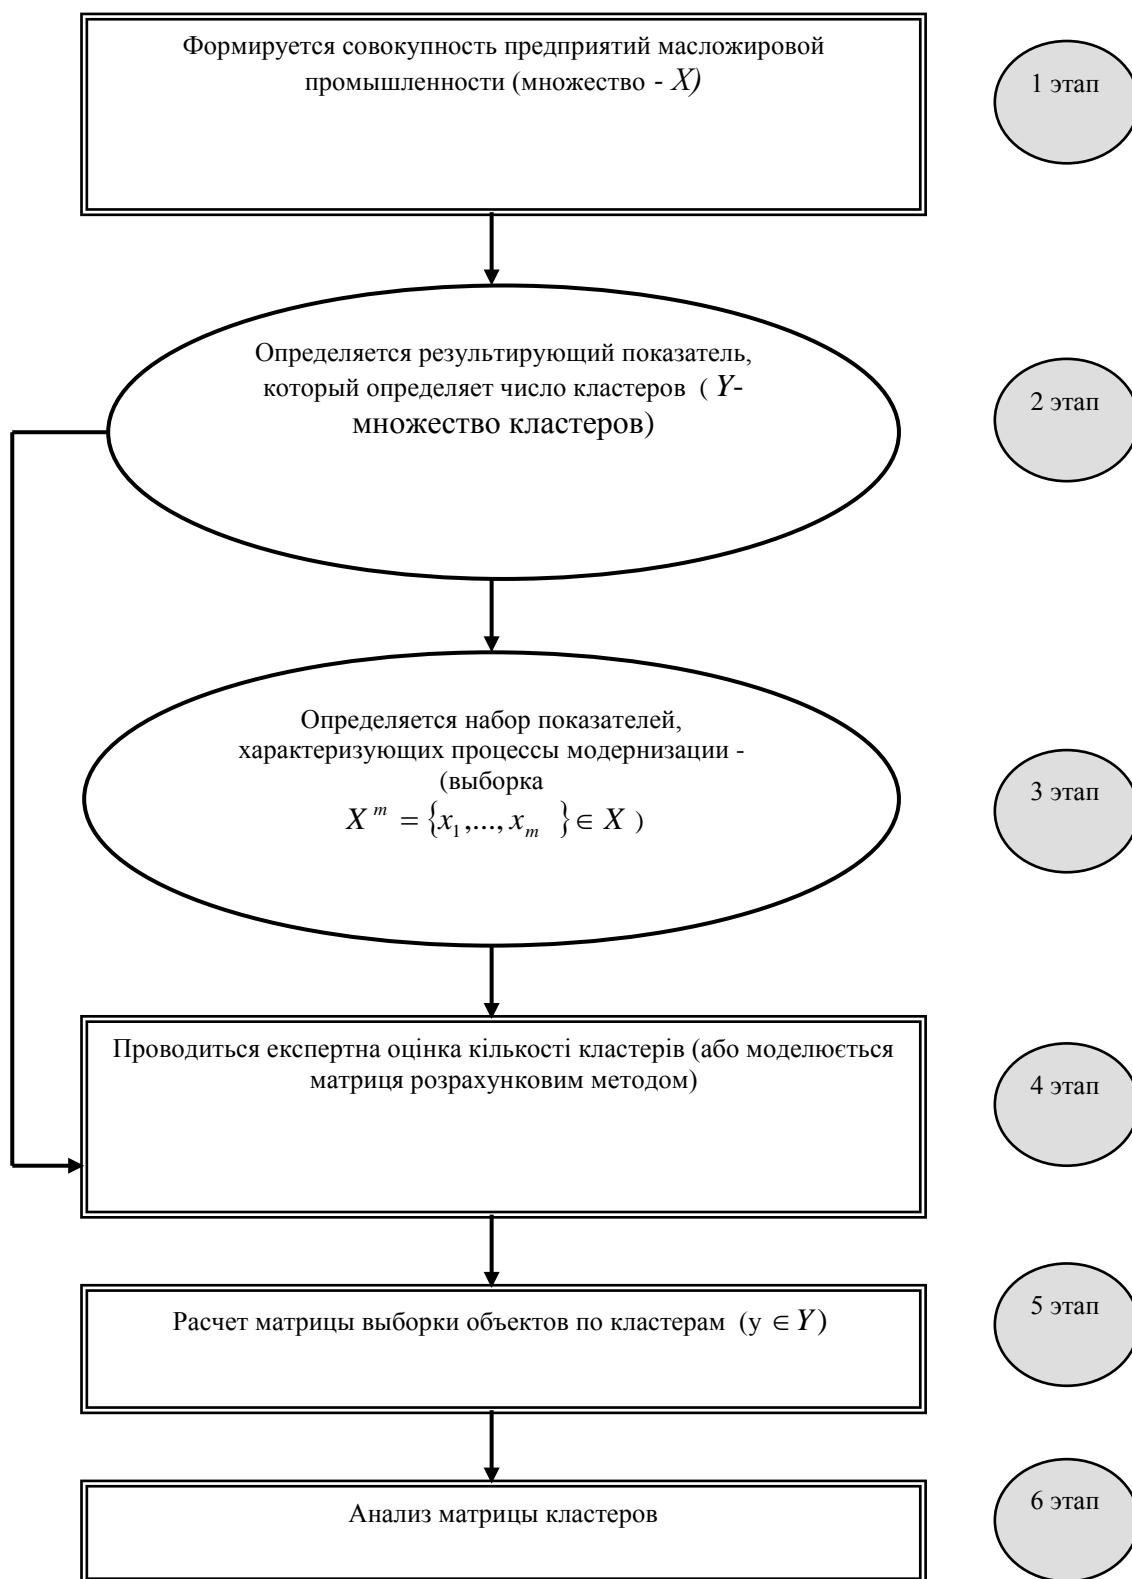 Формируется совокупность предприятий масложировой
промышленности (множество - X)
1 этап
Определяется результирующий показатель,
который определяет число кластеров ( Y-
множество кластеров)
2 этап
Определяется набор показателей,
характеризующих процессы модернизации -
(выборка
X^m = {x_1,..., x_m } ∈ X )
3 этап
Проводиться експертна оцінка кількості кластерів (або моделюється
матриця розрахунковим методом)
4 этап
Расчет матрицы выборки объектов по кластерам (y ∈ Y)
5 этап
Анализ матрицы кластеров
6 этап